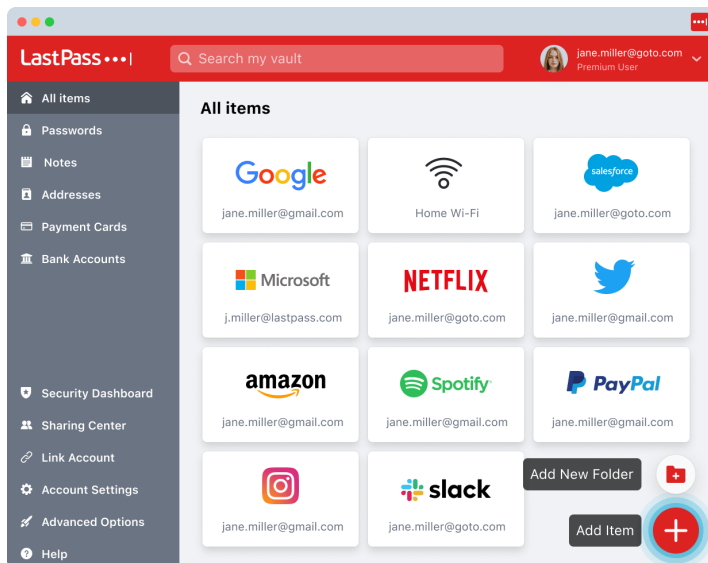 LastPass
Search my vault
jane.miller@goto.com
Premium User
All items
Passwords
Notes
Addresses
Payment Cards
Bank Accounts
Security Dashboard
Sharing Center
Link Account
Account Settings
Advanced Options
Help
All items
Google
jane.miller@gmail.com
Home Wi-Fi
salesforce
jane.miller@goto.com
Microsoft
j.miller@lastpass.com
NETFLIX
jane.miller@goto.com
jane.miller@gmail.com
amazon
jane.miller@gmail.com
Spotify
jane.miller@gmail.com
PayPal
jane.miller@gmail.com
jane.miller@gmail.com
slack
jane.miller@goto.com
Add New Folder
Add Item